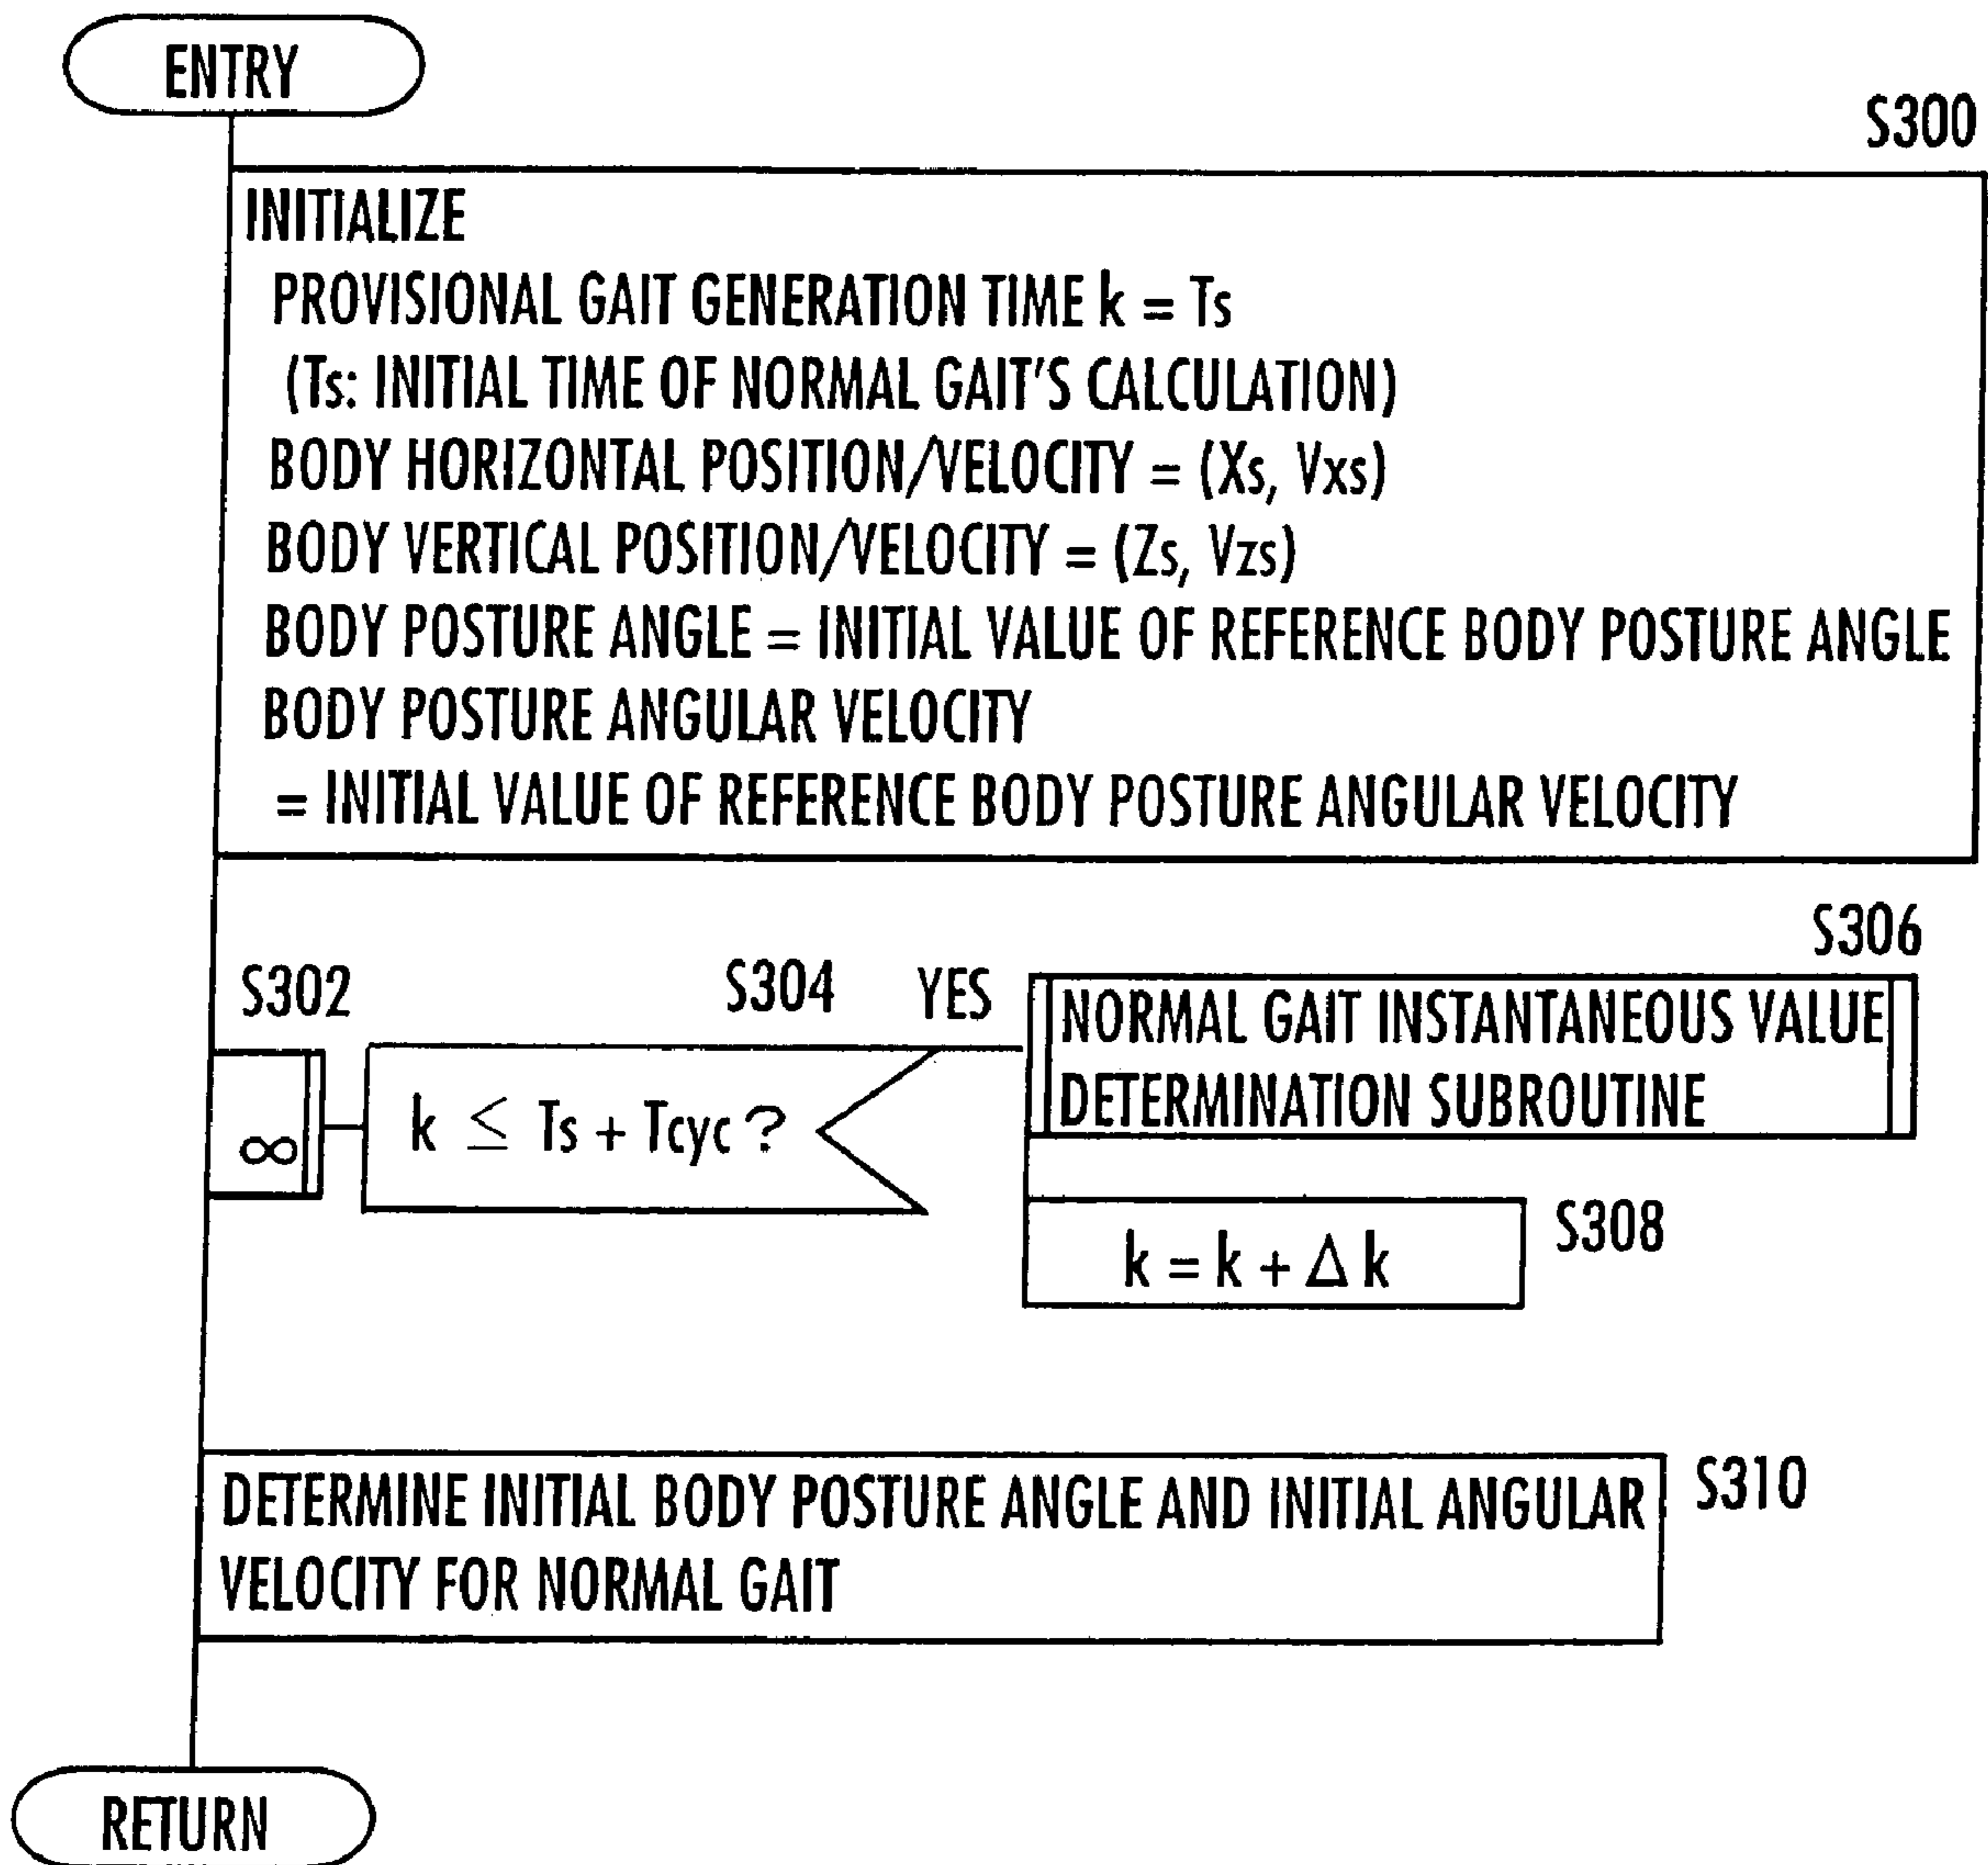 ENTRY
S300
INITIALIZE
PROVISIONAL GAIT GENERATION TIME k = Ts
(Ts: INITIAL TIME OF NORMAL GAIT'S CALCULATION)
BODY HORIZONTAL POSITION/VELOCITY = (Xs, Vxs)
BODY VERTICAL POSITION/VELOCITY = (Zs, Vzs)
BODY POSTURE ANGLE = INITIAL VALUE OF REFERENCE BODY POSTURE ANGLE
BODY POSTURE ANGULAR VELOCITY
= INITIAL VALUE OF REFERENCE BODY POSTURE ANGULAR VELOCITY
S302
∞
S304
k ≤ Ts + Tcyc ?
YES
S306
NORMAL GAIT INSTANTANEOUS VALUE
DETERMINATION SUBROUTINE
k = k + Δ k
S308
DETERMINE INITIAL BODY POSTURE ANGLE AND INITIAL ANGULAR
VELOCITY FOR NORMAL GAIT
S310
RETURN